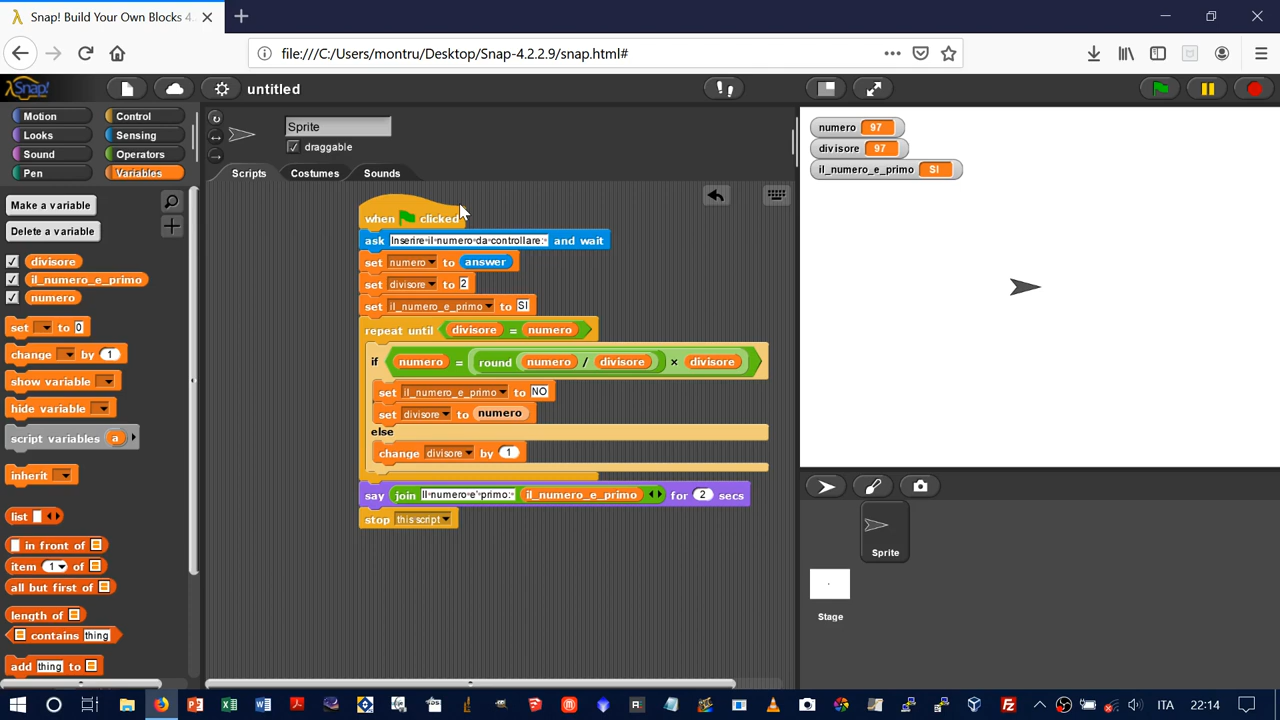 Snap! Build Your Own Blocks 4.
file:///C:/Users/montru/Desktop/Snap-4.2.2.9/snap.html#
Snap!
untitled
Motion Control
Looks Sensing
Sound Operators
Pen Variables
Make a variable
Delete a variable
divisore
il_numero_e_primo
numero
set to 0
change by 1
show variable
hide variable
script variables a
inherit
list
in front of
item 1 of
all but first of
length of
contains thing
add thing to
Sprite
draggable
Scripts Costumes Sounds
when clicked
ask Inserire il numero da controllare: and wait
set numero to answer
set divisore to 2
set il_numero_e_primo to SI
repeat until divisore = numero
if numero = round numero / divisore × divisore
set il_numero_e_primo to NO
set divisore to numero
else
change divisore by 1
say join Il numero e' primo: il_numero_e_primo for 2 secs
stop this script
numero 97
divisore 97
il_numero_e_primo SI
Sprite
Stage
ITA 22:14